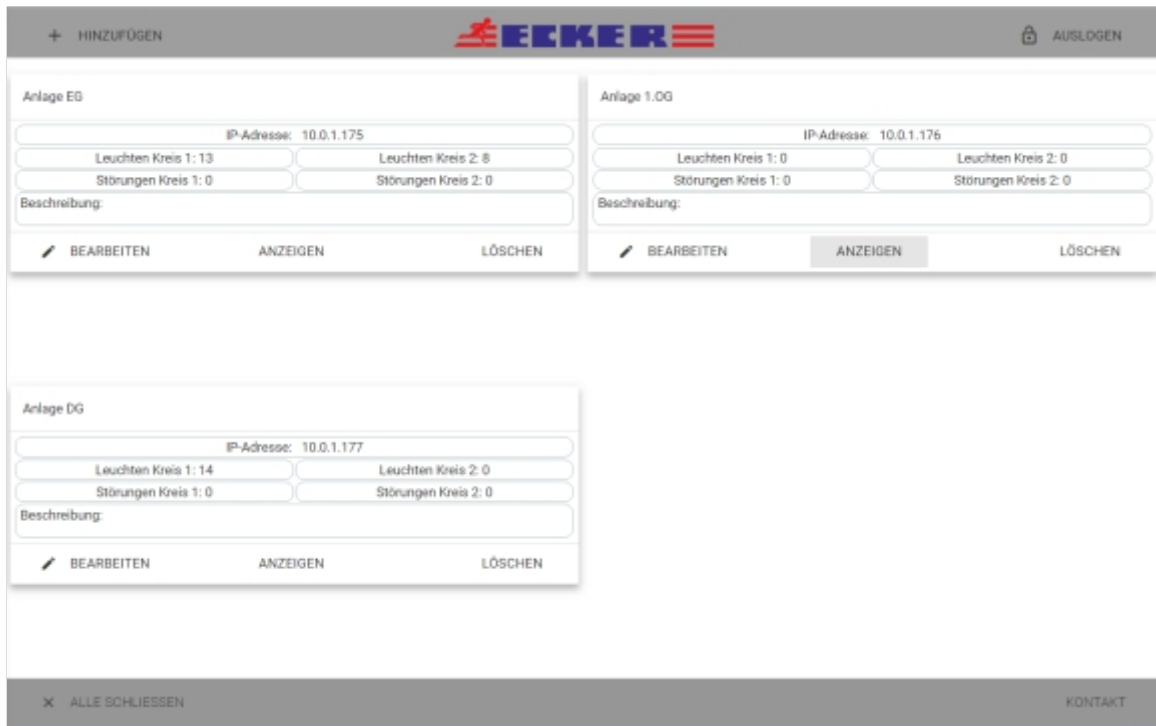 + HINZUFÜGEN
ECKER
AUSLOGEN
Anlage EG
IP-Adresse: 10.0.1.175
Leuchten Kreis 1: 13 Leuchten Kreis 2: 8
Störungen Kreis 1: 0 Störungen Kreis 2: 0
Beschreibung:
BEARBEITEN ANZEIGEN LÖSCHEN
Anlage 1.OG
IP-Adresse: 10.0.1.176
Leuchten Kreis 1: 0 Leuchten Kreis 2: 0
Störungen Kreis 1: 0 Störungen Kreis 2: 0
Beschreibung:
BEARBEITEN ANZEIGEN LÖSCHEN
Anlage DG
IP-Adresse: 10.0.1.177
Leuchten Kreis 1: 14 Leuchten Kreis 2: 0
Störungen Kreis 1: 0 Störungen Kreis 2: 0
Beschreibung:
BEARBEITEN ANZEIGEN LÖSCHEN
× ALLE SCHLIESSEN
KONTAKT